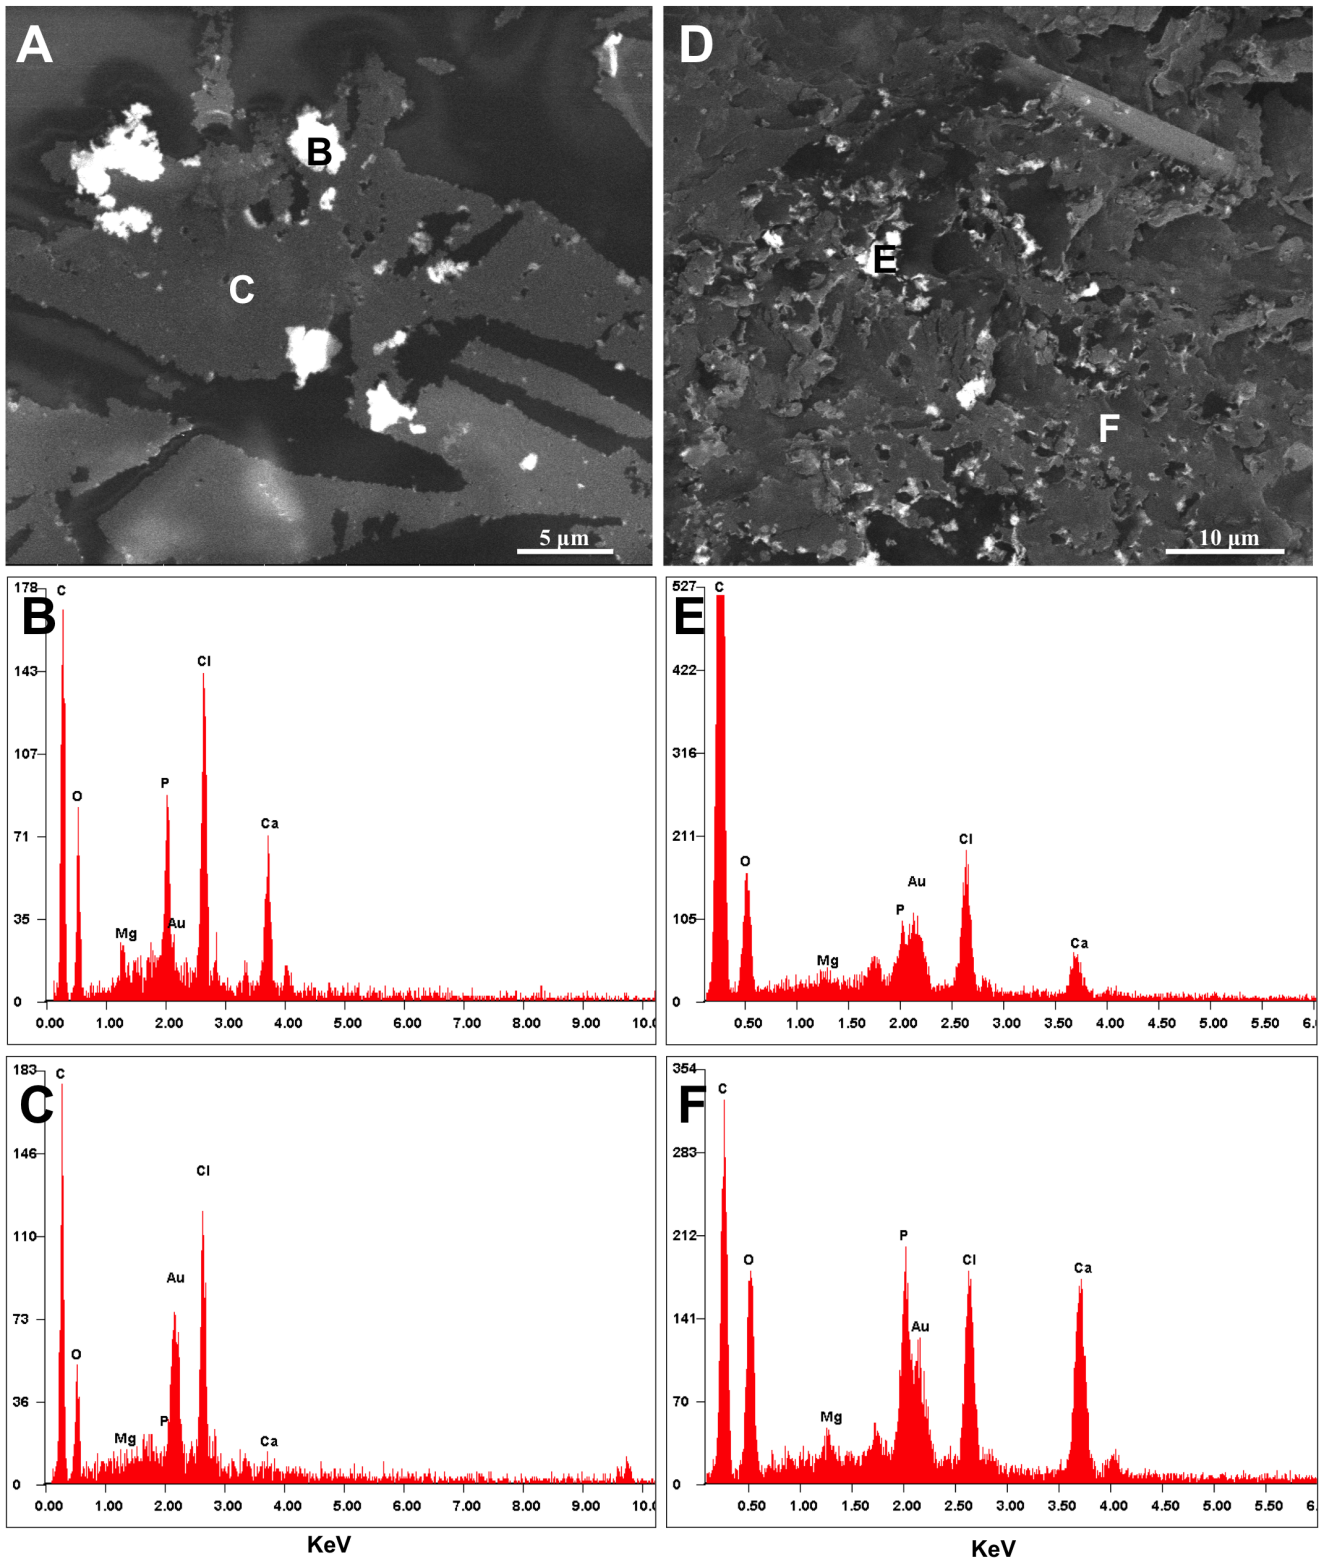 A
B
C
5 μm
D
E
F
10 μm
B
178
143
107
71
35
0
C
O
Mg
P
Au
Cl
Ca
0.00 1.00 2.00 3.00 4.00 5.00 6.00 7.00 8.00 9.00 10.0
E
527
422
316
211
105
0
C
O
Mg
P
Au
Cl
Ca
0.50 1.00 1.50 2.00 2.50 3.00 3.50 4.00 4.50 5.00 5.50 6.
C
183
146
110
73
36
0
C
O
Mg
P
Au
Cl
Ca
0.00 1.00 2.00 3.00 4.00 5.00 6.00 7.00 8.00 9.00 10.0
KeV
F
354
283
212
141
70
0
C
O
Mg
P
Au
Cl
Ca
0.50 1.00 1.50 2.00 2.50 3.00 3.50 4.00 4.50 5.00 5.50 6.
KeV